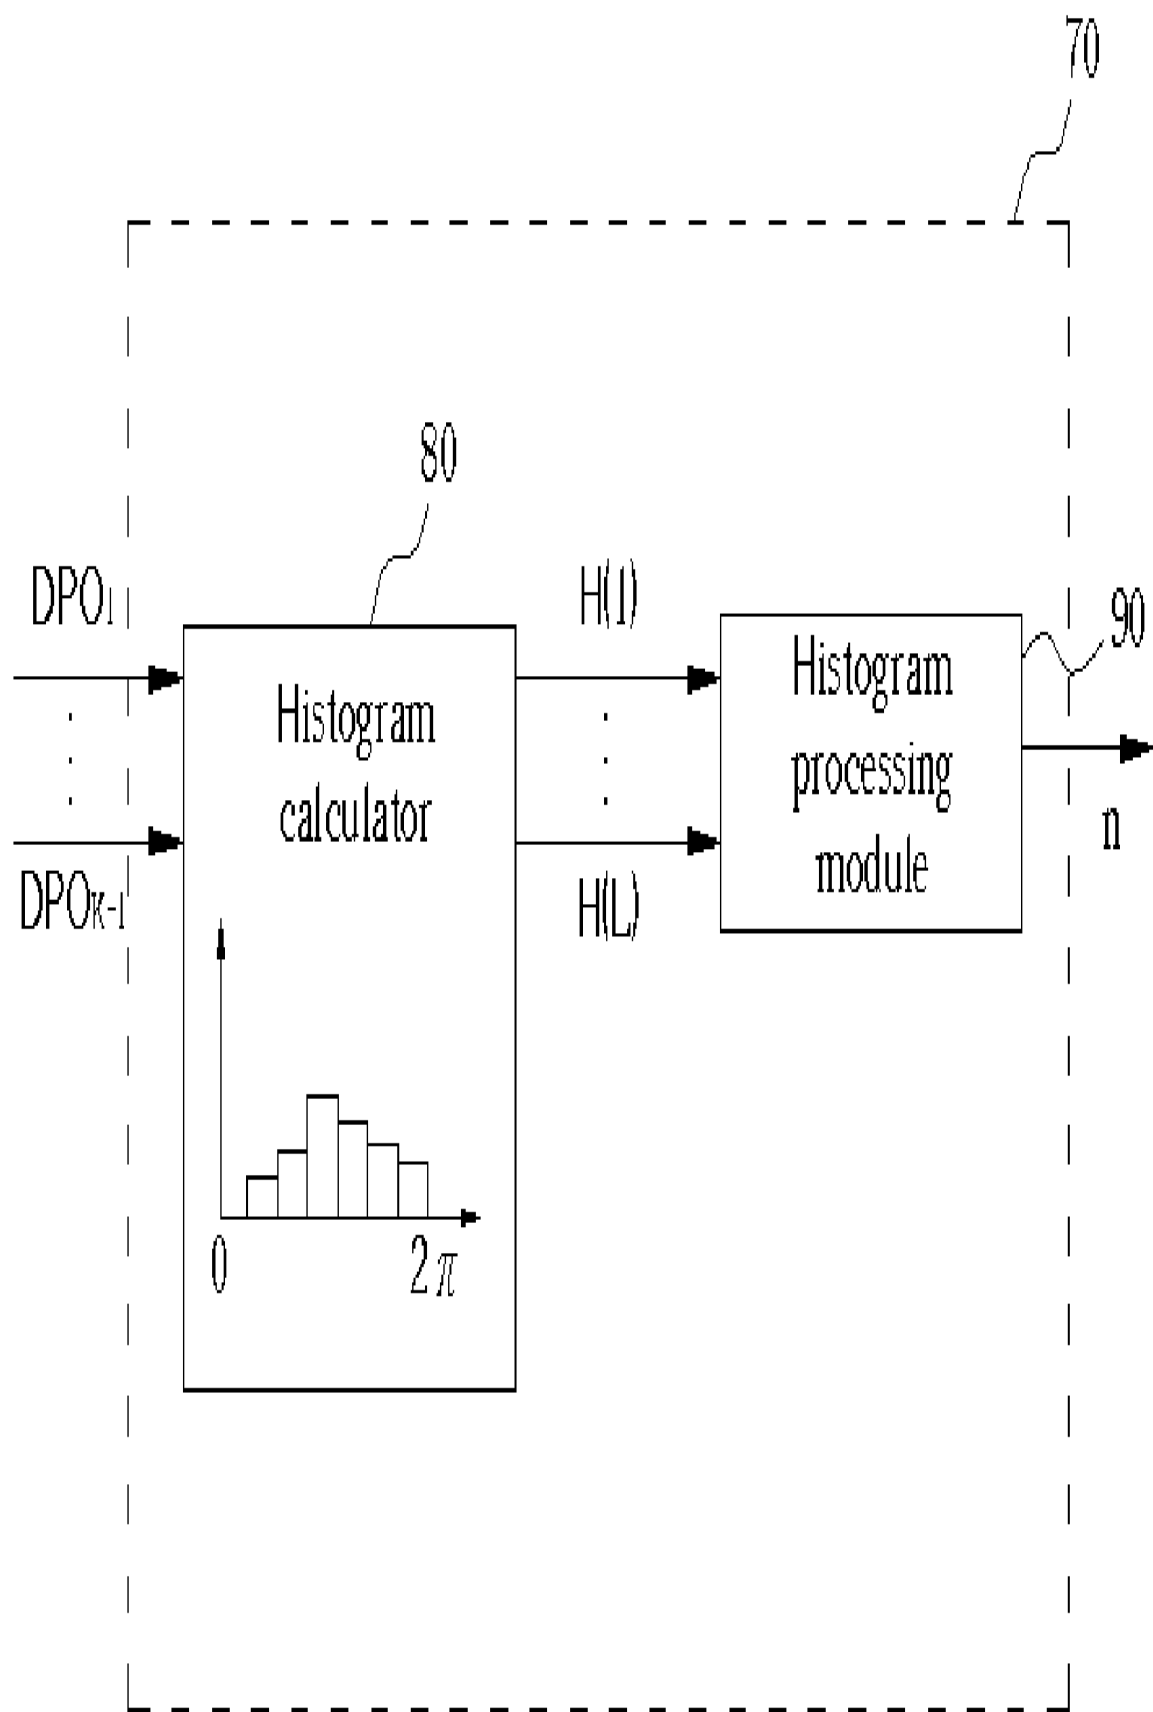 70
80
DPO1
H(1)
90
Histogram
processing
module
Histogram
calculator
n
DPOK-1
H(L)
0
2π